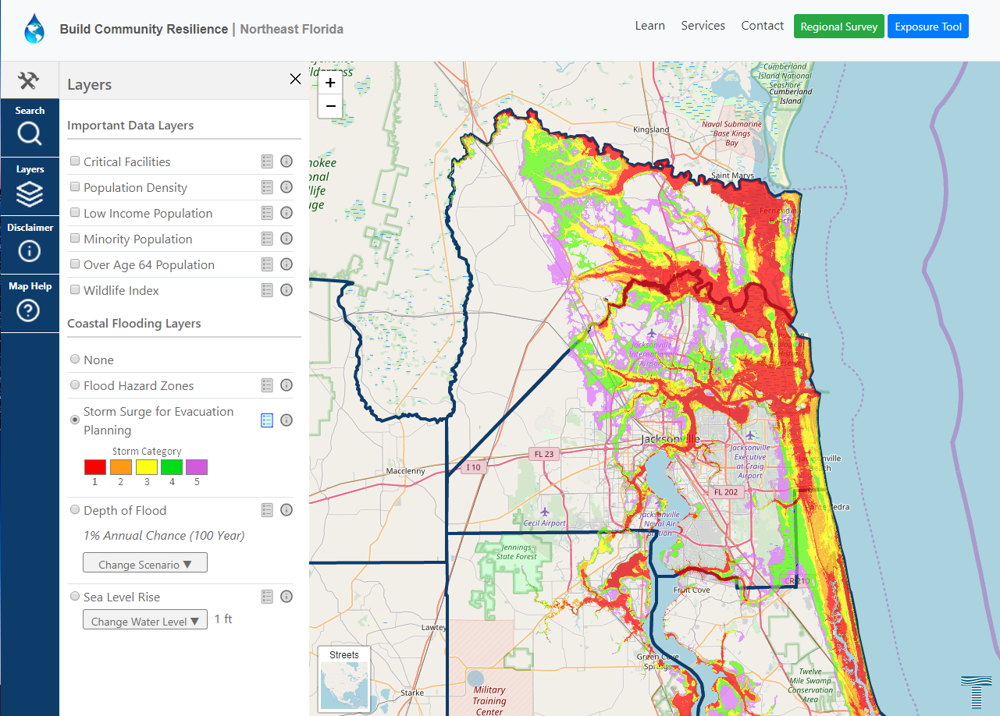 Build Community Resilience | Northeast Florida
Learn
Services
Contact
Regional Survey
Exposure Tool
Search
Layers
Disclaimer
Map Help
Layers
Important Data Layers
Critical Facilities
Population Density
Low Income Population
Minority Population
Over Age 64 Population
Wildlife Index
Coastal Flooding Layers
None
Flood Hazard Zones
Storm Surge for Evacuation
Planning
Storm Category
1 2 3 4 5
Depth of Flood
1% Annual Chance (100 Year)
Change Scenario ▼
Sea Level Rise
Change Water Level ▼ 1 ft
+
−
Cumberland
Island National
Seashore
Cumberland
Island
Kingsland
Naval Submarine
Base Kings
Bay
Saint Marys
Fernandina
Beach
Jacksonville
International
Airport
I 295
Jacksonville
Jacksonville
Executive
at Craig
Airport
Jacksonville
Beach
FL 23
I 10
Macclenny
FL 202
Cecil Airport
Jacksonville
Naval Air
Station
Jennings
State Forest
CR 210
Fruit Cove
Lawtey
Green Cove
Springs
Starke
Military
Training
Center
Twelve
Mile Swamp
Conservation
Area
Streets